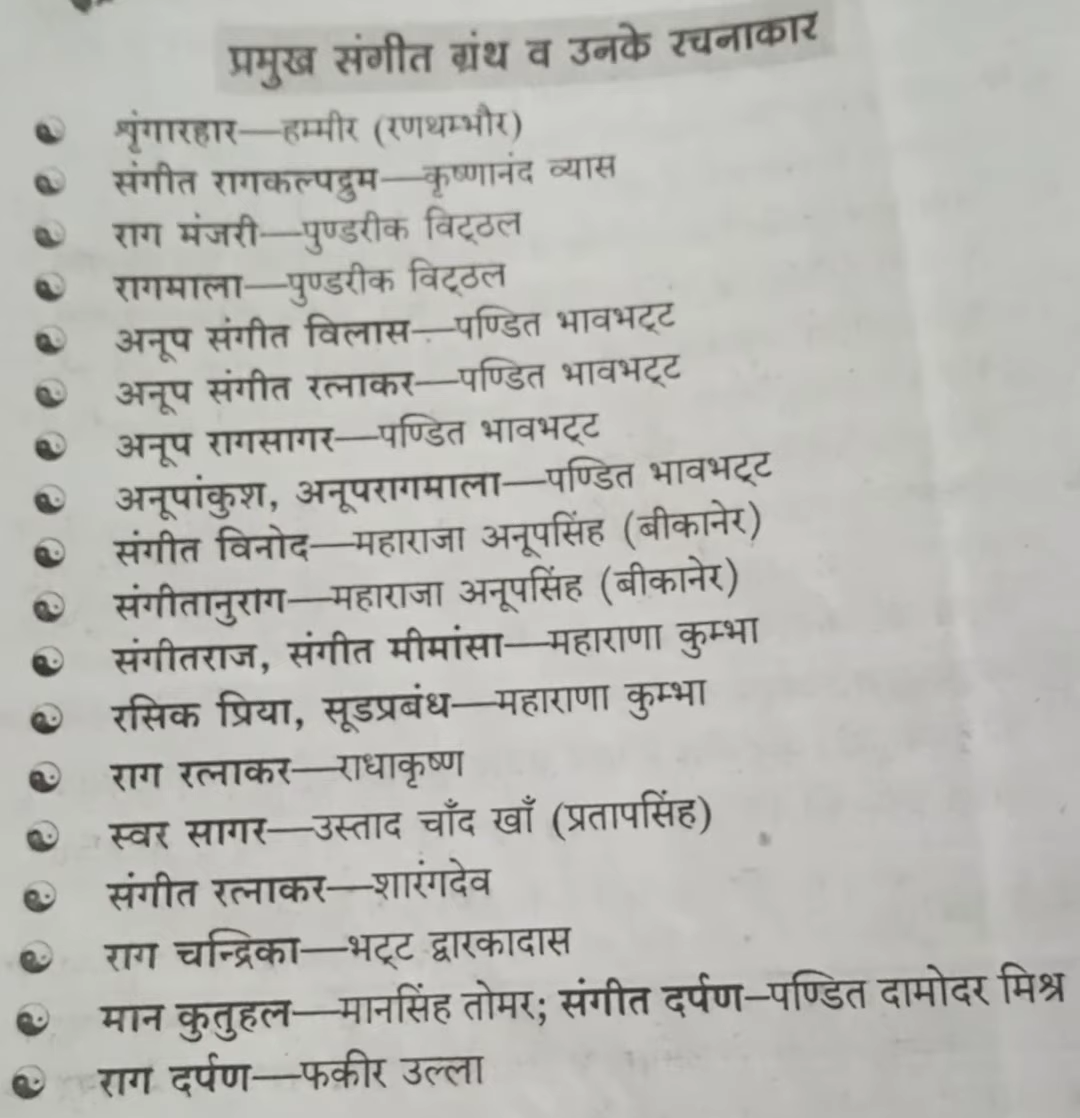 प्रमुख संगीत ग्रंथ व उनके रचनाकार
शृंगारहार—हम्मीर (रणथम्भौर)
संगीत रागकल्पद्रुम—कृष्णानंद व्यास
राग मंजरी—पुण्डरीक विट्ठल
रागमाला—पुण्डरीक विट्ठल
अनूप संगीत विलास—पण्डित भावभट्ट
अनूप संगीत रत्नाकर—पण्डित भावभट्ट
अनूप रागसागर—पण्डित भावभट्ट
अनूपांकुश, अनूपरागमाला—पण्डित भावभट्ट
संगीत विनोद—महाराजा अनूपसिंह (बीकानेर)
संगीतानुराग—महाराजा अनूपसिंह (बीकानेर)
संगीतराज, संगीत मीमांसा—महाराणा कुम्भा
रसिक प्रिया, सूडप्रबंध—महाराणा कुम्भा
राग रत्नाकर—राधाकृष्ण
स्वर सागर—उस्ताद चाँद खाँ (प्रतापसिंह)
संगीत रत्नाकर—शारंगदेव
राग चन्द्रिका—भट्ट द्वारकादास
मान कुतुहल—मानसिंह तोमर; संगीत दर्पण–पण्डित दामोदर मिश्र
राग दर्पण—फकीर उल्ला